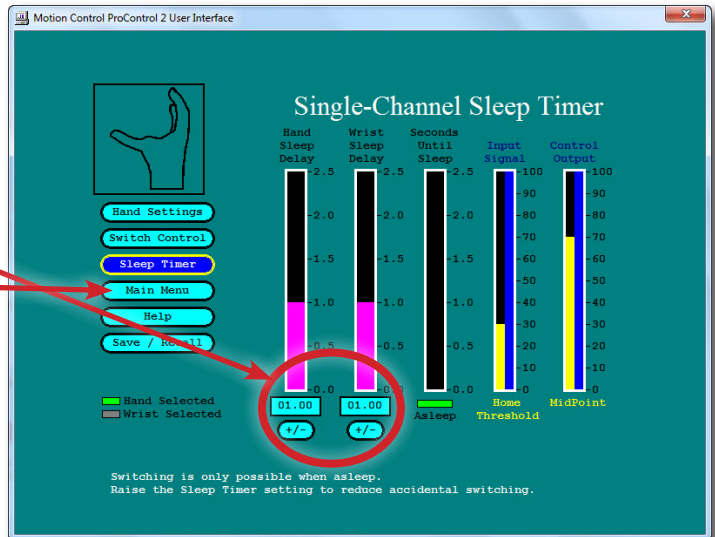 Motion Control ProControl 2 User Interface
Single-Channel Sleep Timer
Hand Sleep Delay
Wrist Sleep Delay
Seconds Until Sleep
Input Signal
Control Output
2.5 2.5 2.5 100 100
90 90
2.0 2.0 2.0 80 80
70 70
1.5 1.5 1.5 60 60
50 50
1.0 1.0 1.0 40 40
30 30
0.5 0.5 0.5 20 20
10 10
0.0 0.0 0.0 0 0
Hand Settings
Switch Control
Sleep Timer
Main Menu
Help
Save / Recall
Hand Selected
Wrist Selected
01.00 01.00
+/- +/-
Asleep
Home Threshold
MidPoint
Switching is only possible when asleep.
Raise the Sleep Timer setting to reduce accidental switching.